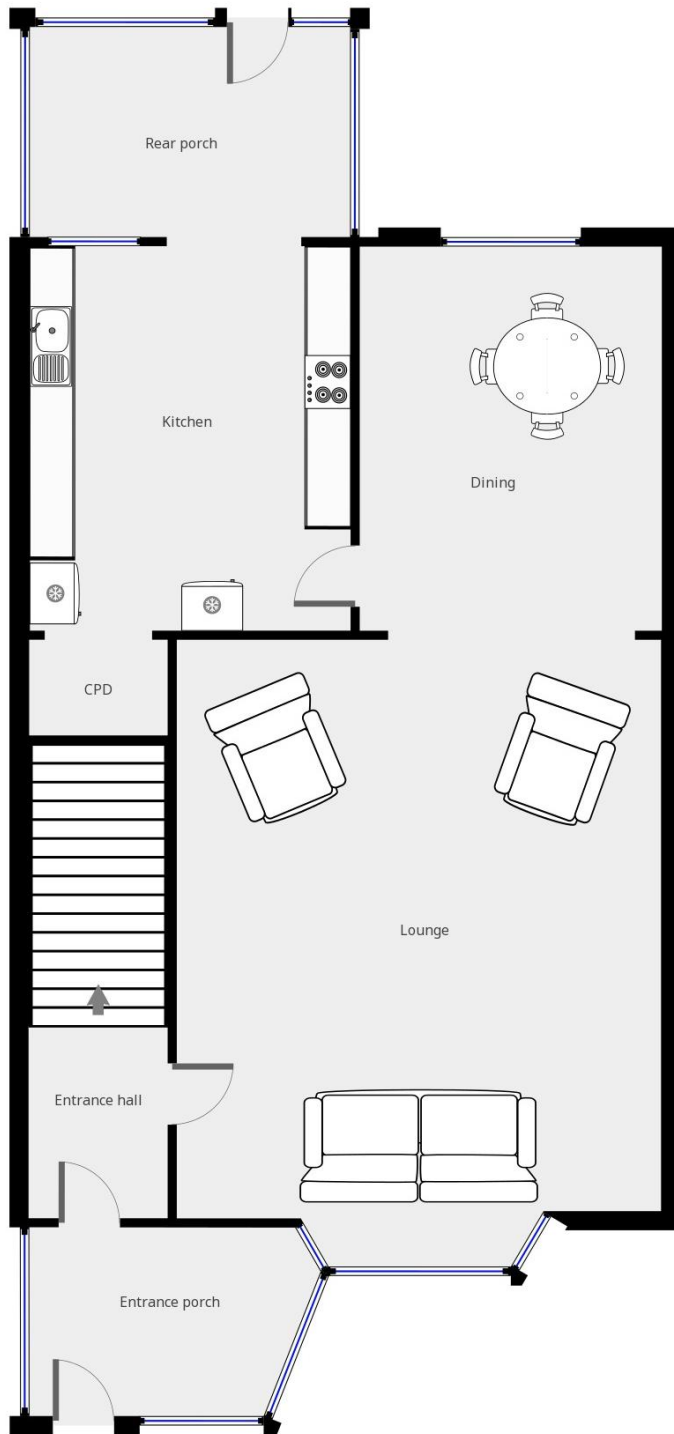 Rear porch
Kitchen
Dining
CPD
Lounge
Entrance hall
Entrance porch